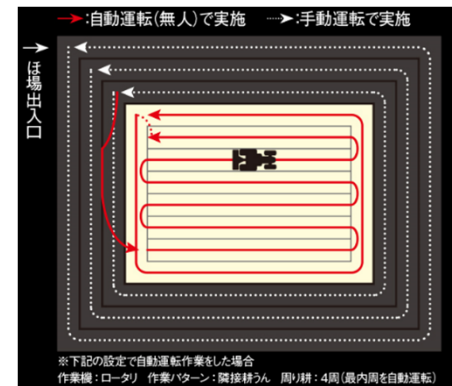 →:自動運転(無人)で実施 ····➤:手動運転で実施
ほ場出入口
※下記の設定で自動運転作業をした場合
作業機：ロータリ 作業パターン：隣接耕うん 周り耕：4周(最内周を自動運転)